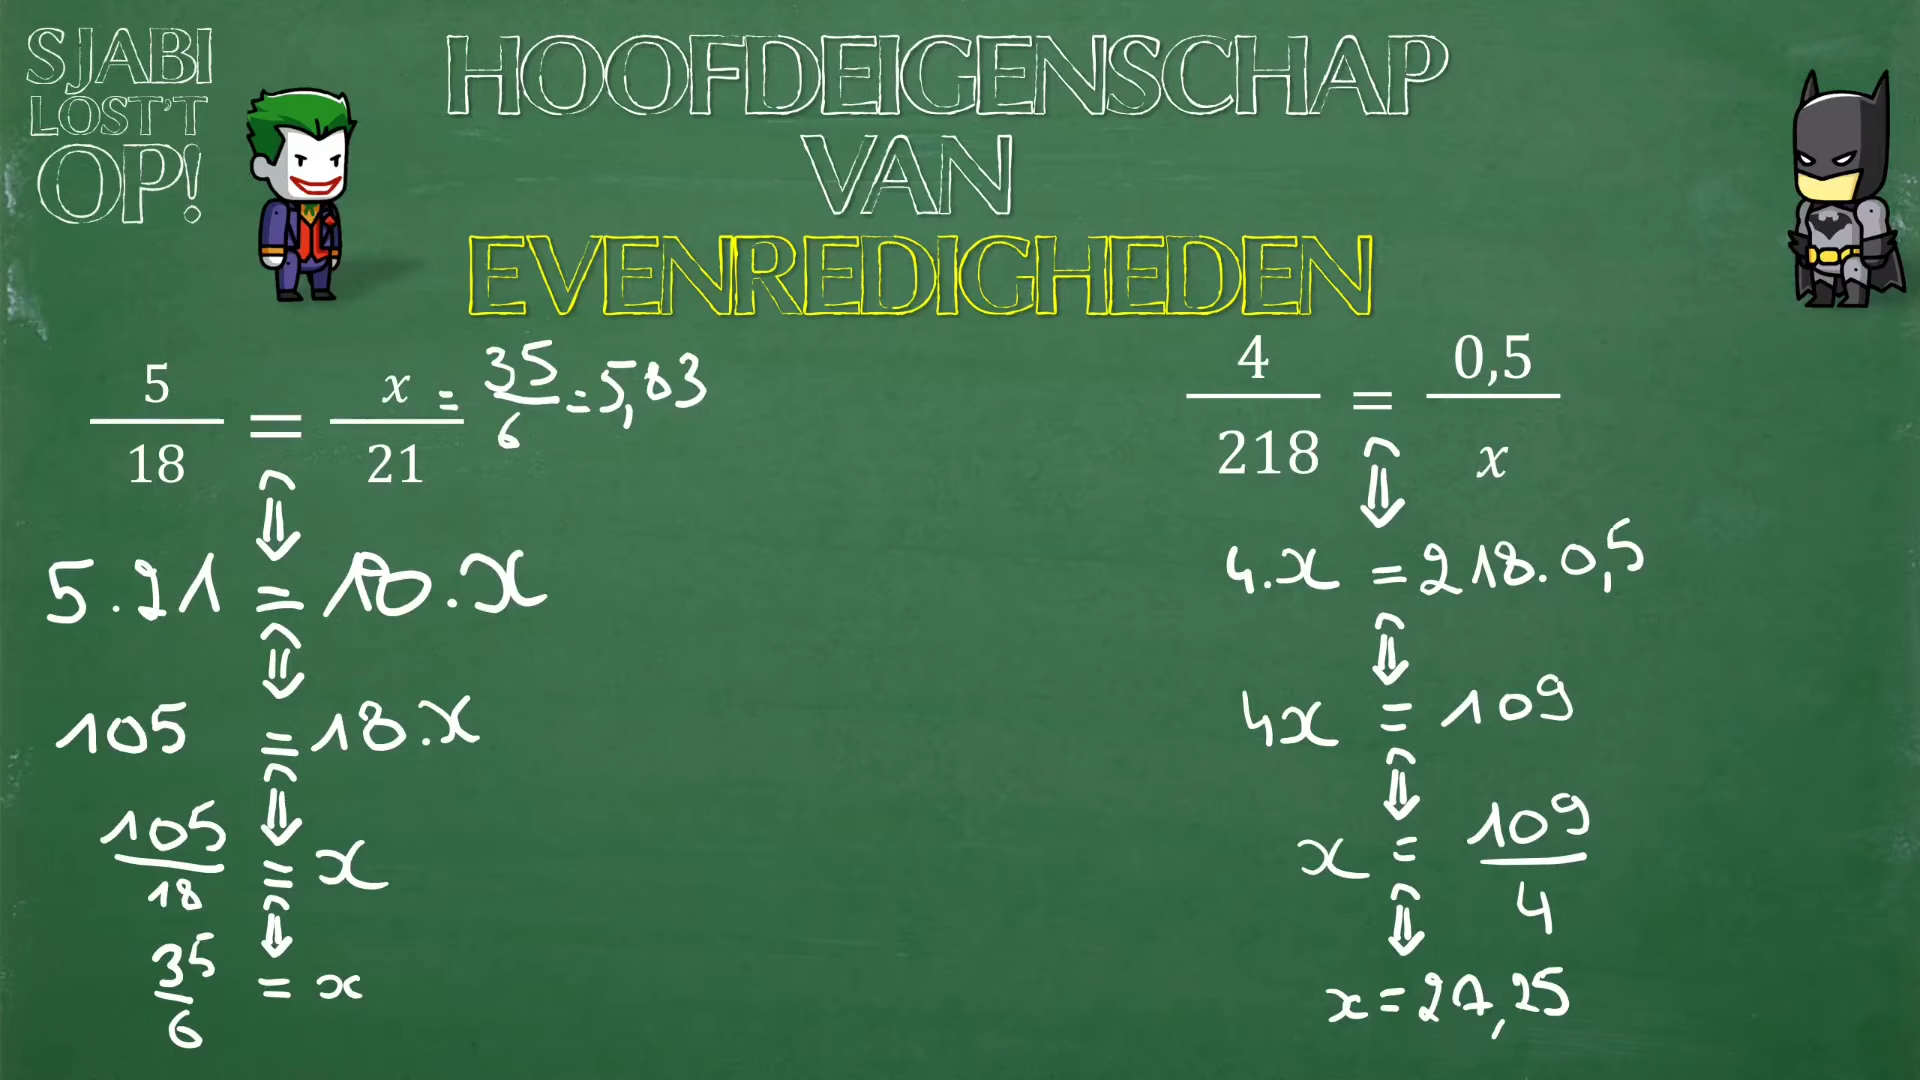 SJABI
LOST'T
OP!
HOOFDEIGENSCHAP
VAN
EVENREDIGHEDEN
5/18 = x/21 = 35/6 = 5,83
5.21 = 18.x
105 = 18.x
105/18 = x
35/6 = x
4/218 = 0,5/x
4.x = 218.0,5
4x = 109
x = 109/4
x = 27,25